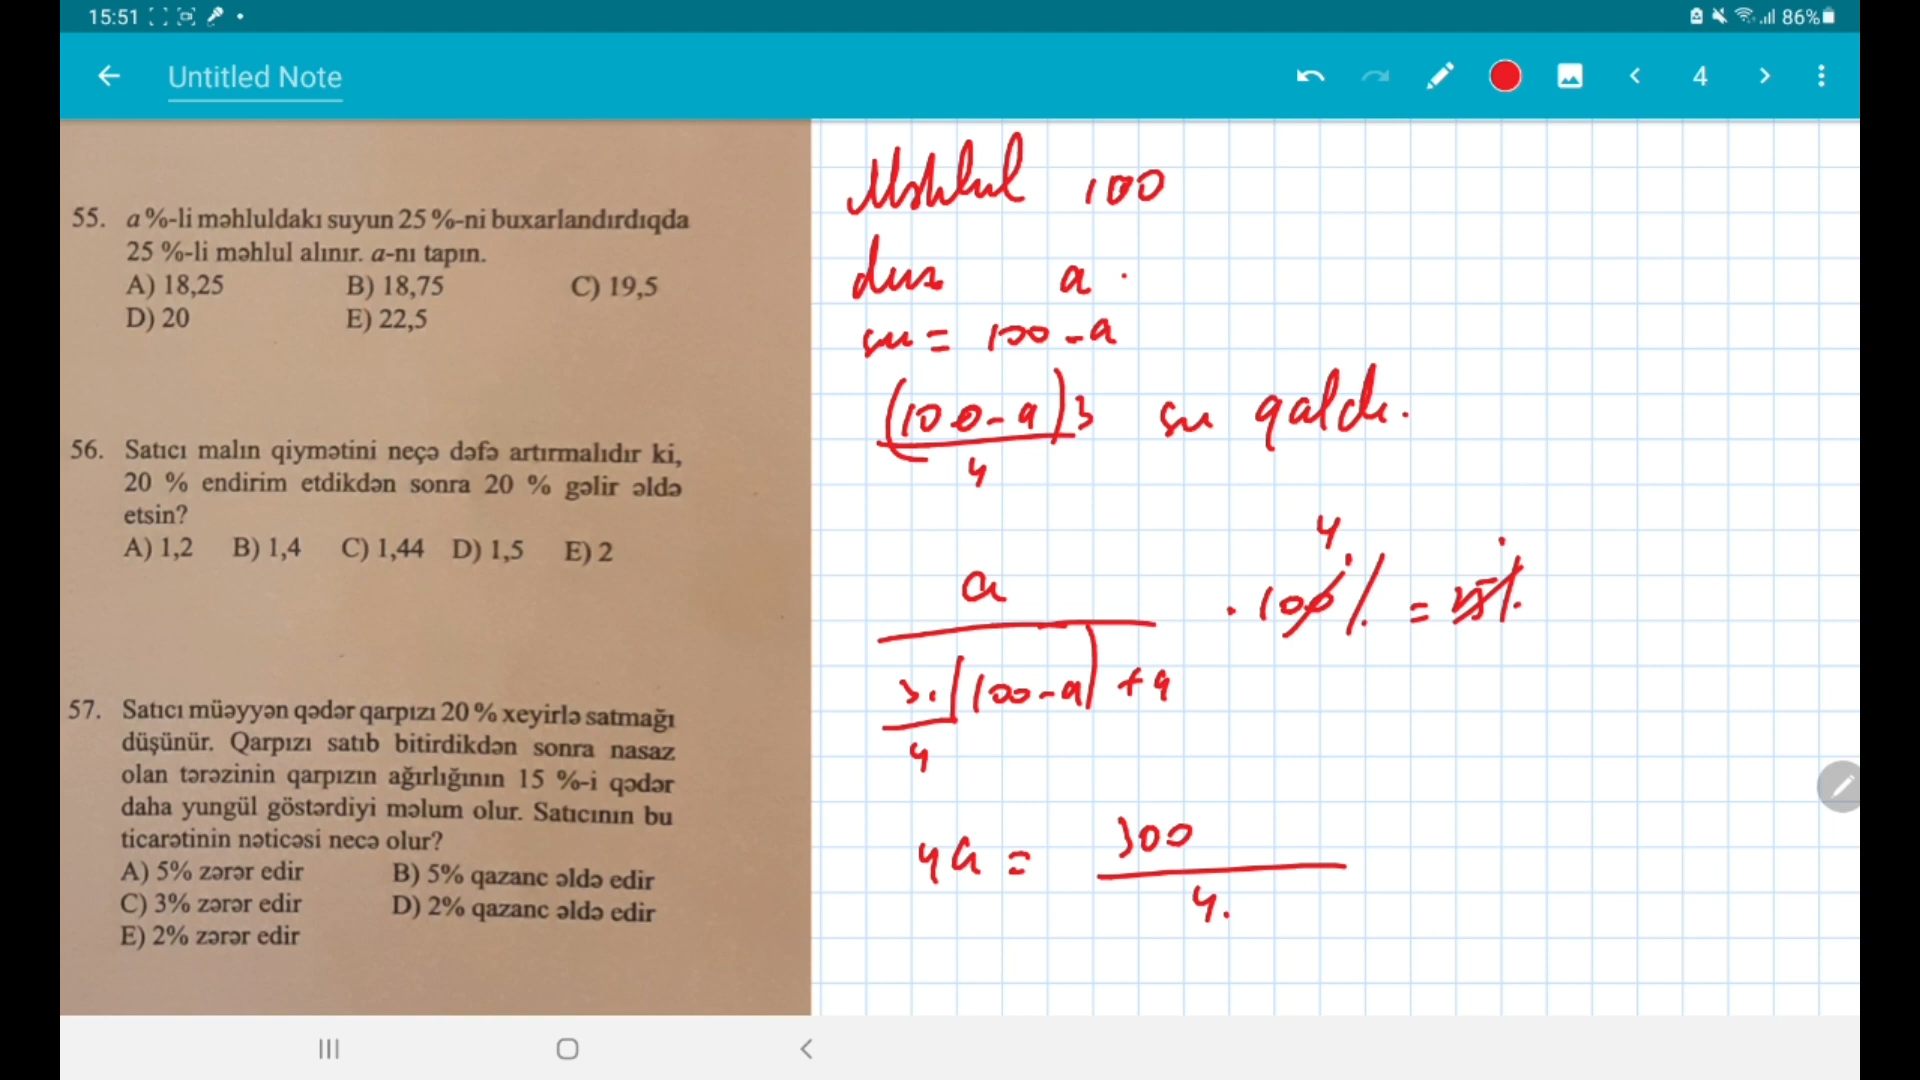 15:51
86%
Untitled Note
4
55. a %-li məhluldakı suyun 25 %-ni buxarlandırdıqda
25 %-li məhlul alınır. a-nı tapın.
A) 18,25 B) 18,75 C) 19,5
D) 20 E) 22,5
56. Satıcı malın qiymətini neçə dəfə artırmalıdır ki,
20 % endirim etdikdən sonra 20 % gəlir əldə
etsin?
A) 1,2 B) 1,4 C) 1,44 D) 1,5 E) 2
57. Satıcı müəyyən qədər qarpızı 20 % xeyirlə satmağı
düşünür. Qarpızı satıb bitirdikdən sonra nasaz
olan tərəzinin qarpızın ağırlığının 15 %-i qədər
daha yungül göstərdiyi məlum olur. Satıcının bu
ticarətinin nəticəsi necə olur?
A) 5% zərər edir B) 5% qazanc əldə edir
C) 3% zərər edir D) 2% qazanc əldə edir
E) 2% zərər edir
Məhlul 100
duz a.
su = 100 - a
(100-a)3 su qaldı.
4
4
a
. 100 % = 25%
3.(100-a) + a
4
4a = 300
4.